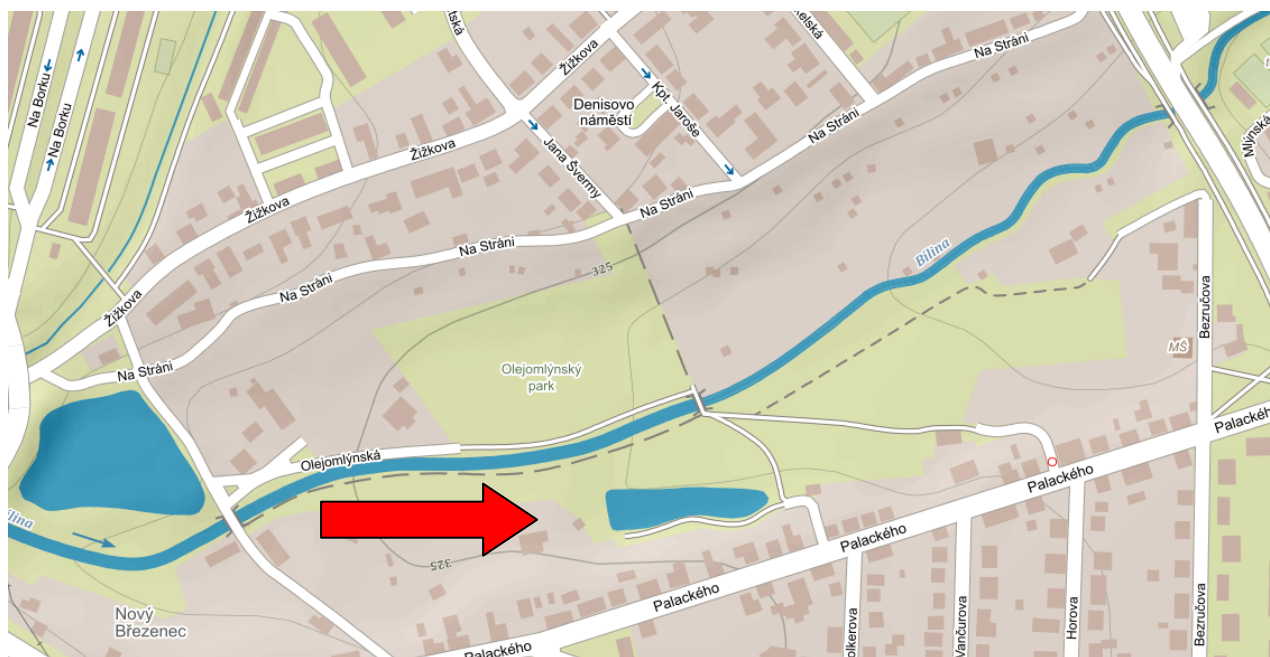 Na Borku
Na Borku
Žižkova
Žižkova
Žižkova
Žižkova
Denisovo
náměstí
Kpt. Jaroše
Jana Švermy
Na Stráni
Na Stráni
Na Stráni
Na Stráni
Na Stráni
Na Stráni
Mlýnská
Bílina
325
Olejomlýnský
park
MŠ
Bezručova
Olejomlýnská
Palackého
Palackého
Palackého
Palackého
Palackého
325
Nový
Březenec
Vančurova
Horova
Bezručova